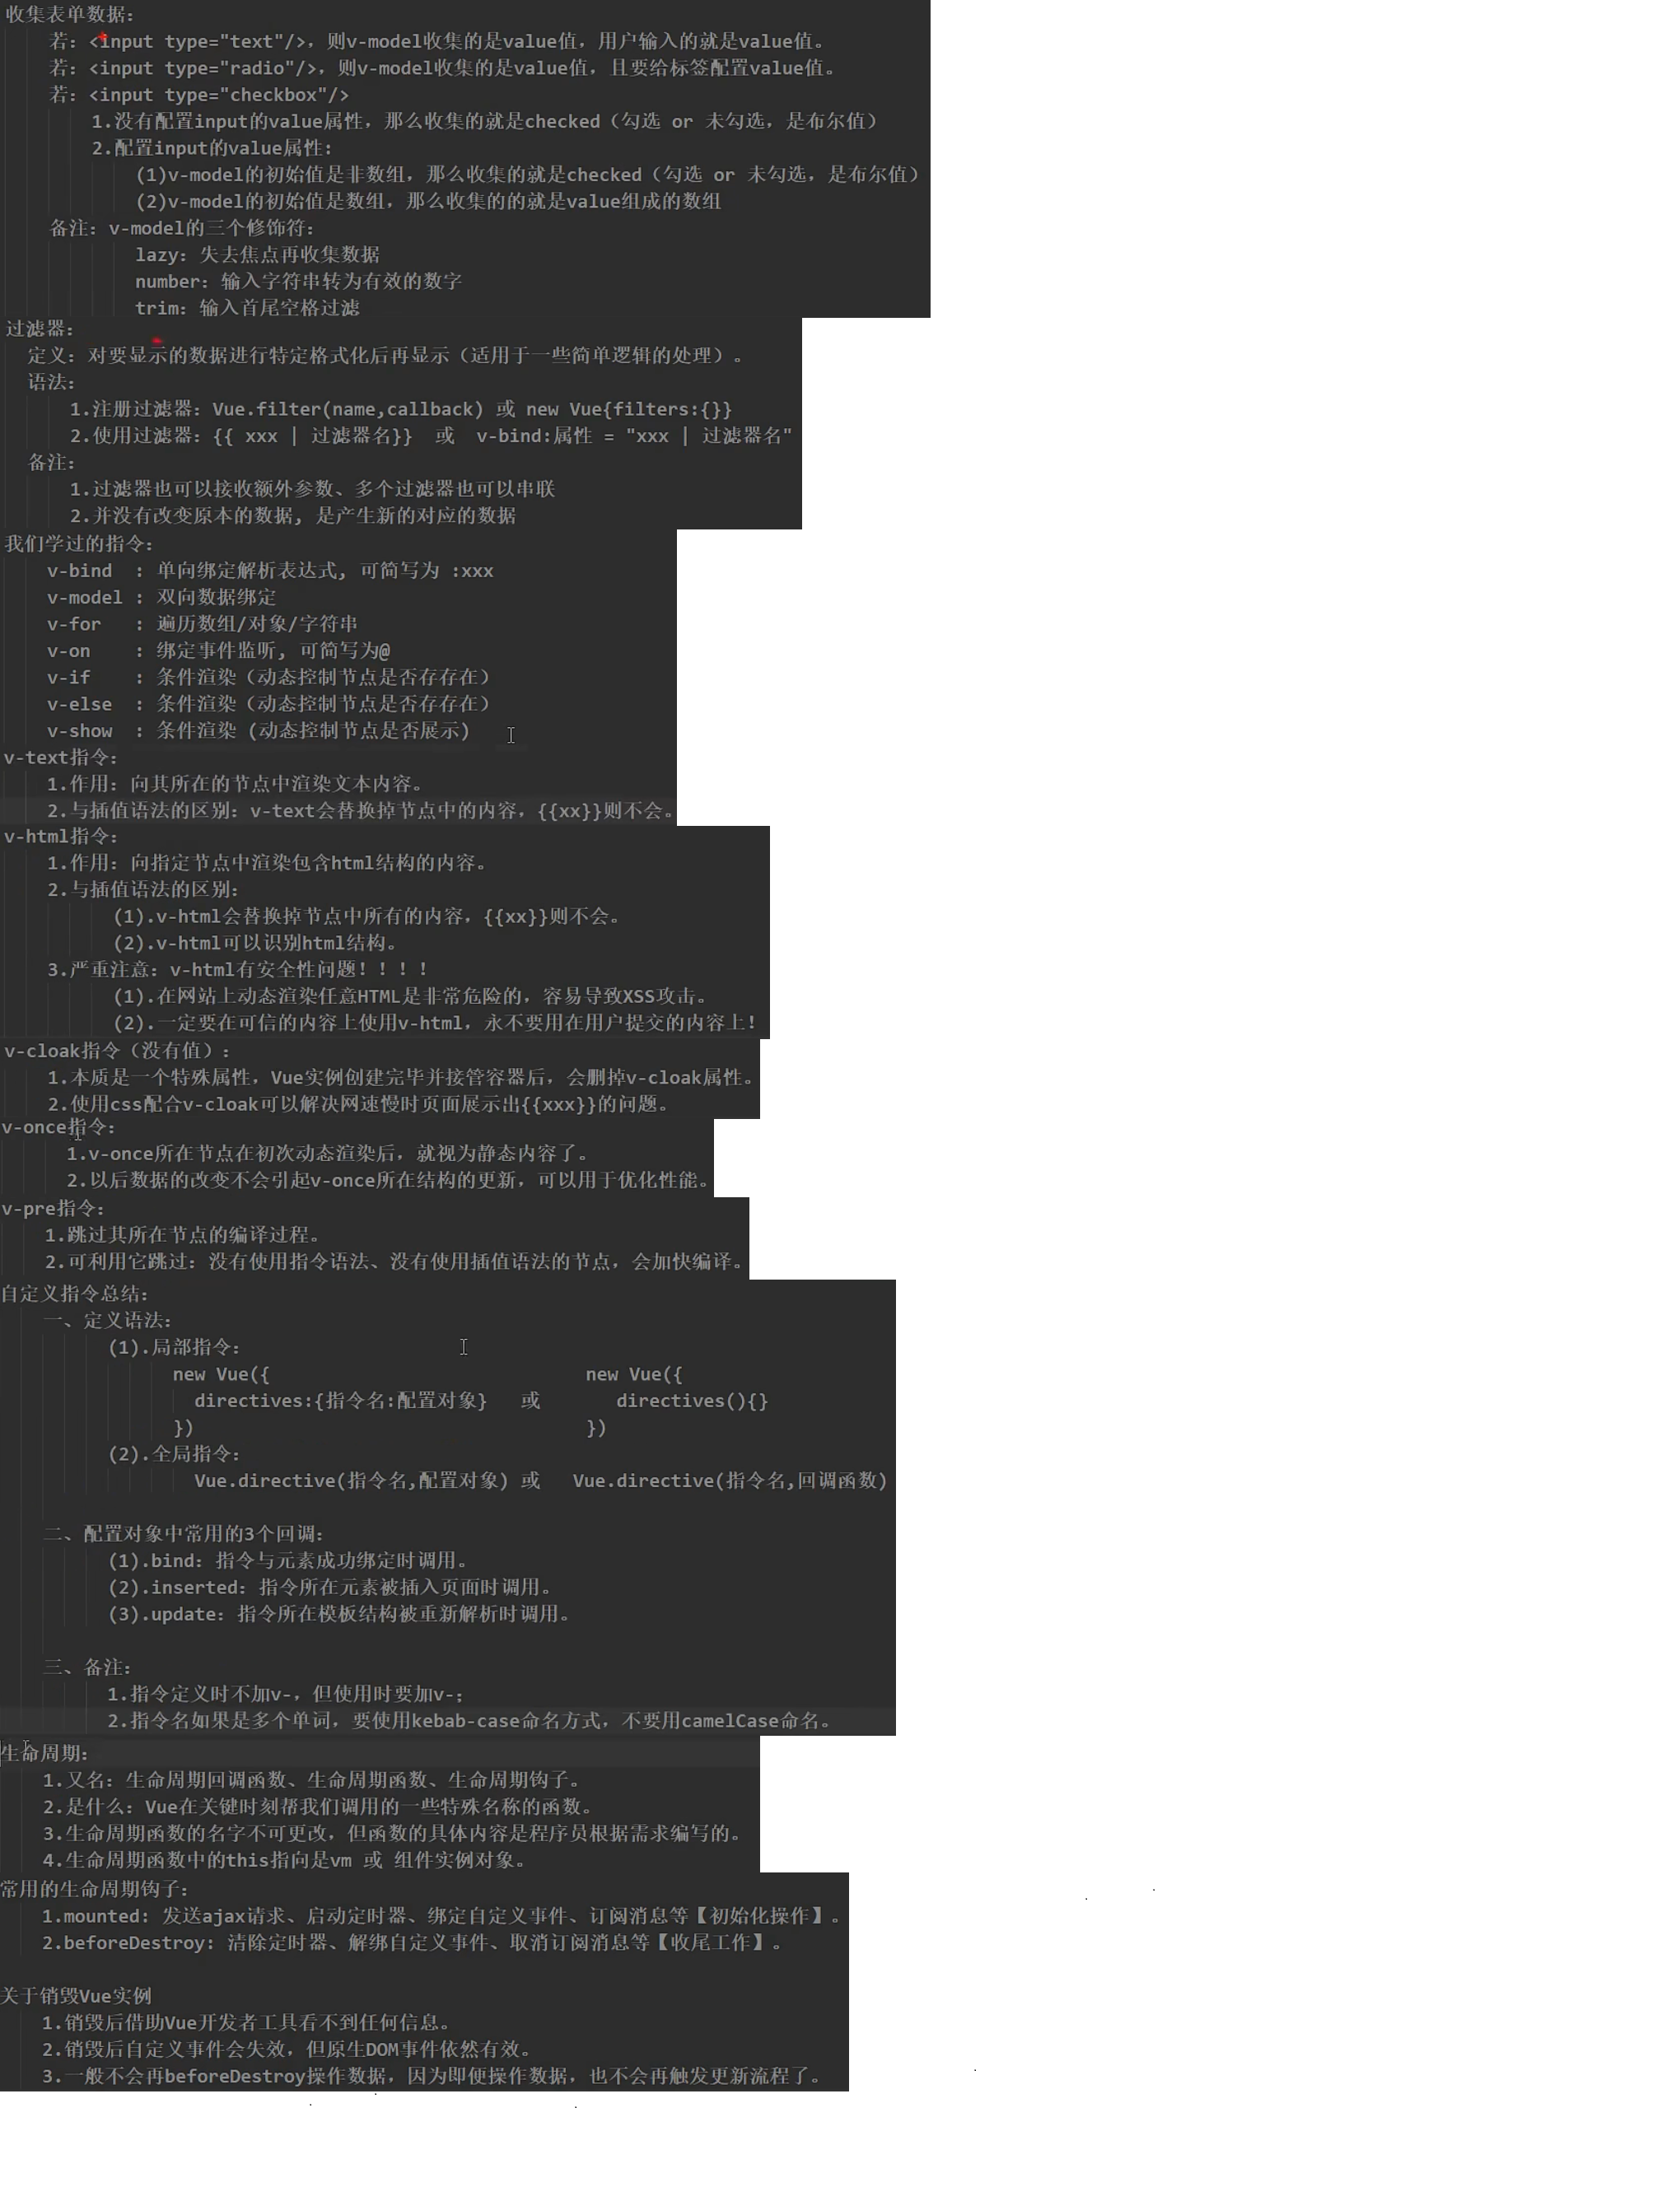 收集表单数据：
若：<input type="text"/>，则v-model收集的是value值，用户输入的就是value值。
若：<input type="radio"/>，则v-model收集的是value值，且要给标签配置value值。
若：<input type="checkbox"/>
1.没有配置input的value属性，那么收集的就是checked（勾选 or 未勾选，是布尔值）
2.配置input的value属性：
(1)v-model的初始值是非数组，那么收集的就是checked（勾选 or 未勾选，是布尔值）
(2)v-model的初始值是数组，那么收集的的就是value组成的数组
备注：v-model的三个修饰符：
lazy：失去焦点再收集数据
number：输入字符串转为有效的数字
trim：输入首尾空格过滤
过滤器：
定义：对要显示的数据进行特定格式化后再显示（适用于一些简单逻辑的处理）。
语法：
1.注册过滤器：Vue.filter(name,callback) 或 new Vue{filters:{}}
2.使用过滤器：{{ xxx | 过滤器名}}  或  v-bind:属性 = "xxx | 过滤器名"
备注：
1.过滤器也可以接收额外参数、多个过滤器也可以串联
2.并没有改变原本的数据, 是产生新的对应的数据
我们学过的指令：
v-bind  : 单向绑定解析表达式, 可简写为 :xxx
v-model : 双向数据绑定
v-for   : 遍历数组/对象/字符串
v-on    : 绑定事件监听, 可简写为@
v-if    : 条件渲染（动态控制节点是否存存在）
v-else  : 条件渲染（动态控制节点是否存存在）
v-show  : 条件渲染 (动态控制节点是否展示)
v-text指令：
1.作用：向其所在的节点中渲染文本内容。
2.与插值语法的区别：v-text会替换掉节点中的内容，{{xx}}则不会。
v-html指令：
1.作用：向指定节点中渲染包含html结构的内容。
2.与插值语法的区别：
(1).v-html会替换掉节点中所有的内容，{{xx}}则不会。
(2).v-html可以识别html结构。
3.严重注意：v-html有安全性问题！！！！
(1).在网站上动态渲染任意HTML是非常危险的，容易导致XSS攻击。
(2).一定要在可信的内容上使用v-html，永不要用在用户提交的内容上！
v-cloak指令（没有值）：
1.本质是一个特殊属性，Vue实例创建完毕并接管容器后，会删掉v-cloak属性。
2.使用css配合v-cloak可以解决网速慢时页面展示出{{xxx}}的问题。
v-once指令：
1.v-once所在节点在初次动态渲染后，就视为静态内容了。
2.以后数据的改变不会引起v-once所在结构的更新，可以用于优化性能。
v-pre指令：
1.跳过其所在节点的编译过程。
2.可利用它跳过：没有使用指令语法、没有使用插值语法的节点，会加快编译。
自定义指令总结：
一、定义语法：
(1).局部指令：
new Vue({ new Vue({
directives:{指令名:配置对象} 或 directives(){}
}) })
(2).全局指令：
Vue.directive(指令名,配置对象) 或 Vue.directive(指令名,回调函数)
二、配置对象中常用的3个回调：
(1).bind：指令与元素成功绑定时调用。
(2).inserted：指令所在元素被插入页面时调用。
(3).update：指令所在模板结构被重新解析时调用。
三、备注：
1.指令定义时不加v-，但使用时要加v-；
2.指令名如果是多个单词，要使用kebab-case命名方式，不要用camelCase命名。
生命周期：
1.又名：生命周期回调函数、生命周期函数、生命周期钩子。
2.是什么：Vue在关键时刻帮我们调用的一些特殊名称的函数。
3.生命周期函数的名字不可更改，但函数的具体内容是程序员根据需求编写的。
4.生命周期函数中的this指向是vm 或 组件实例对象。
常用的生命周期钩子：
1.mounted: 发送ajax请求、启动定时器、绑定自定义事件、订阅消息等【初始化操作】。
2.beforeDestroy: 清除定时器、解绑自定义事件、取消订阅消息等【收尾工作】。
关于销毁Vue实例
1.销毁后借助Vue开发者工具看不到任何信息。
2.销毁后自定义事件会失效，但原生DOM事件依然有效。
3.一般不会再beforeDestroy操作数据，因为即便操作数据，也不会再触发更新流程了。